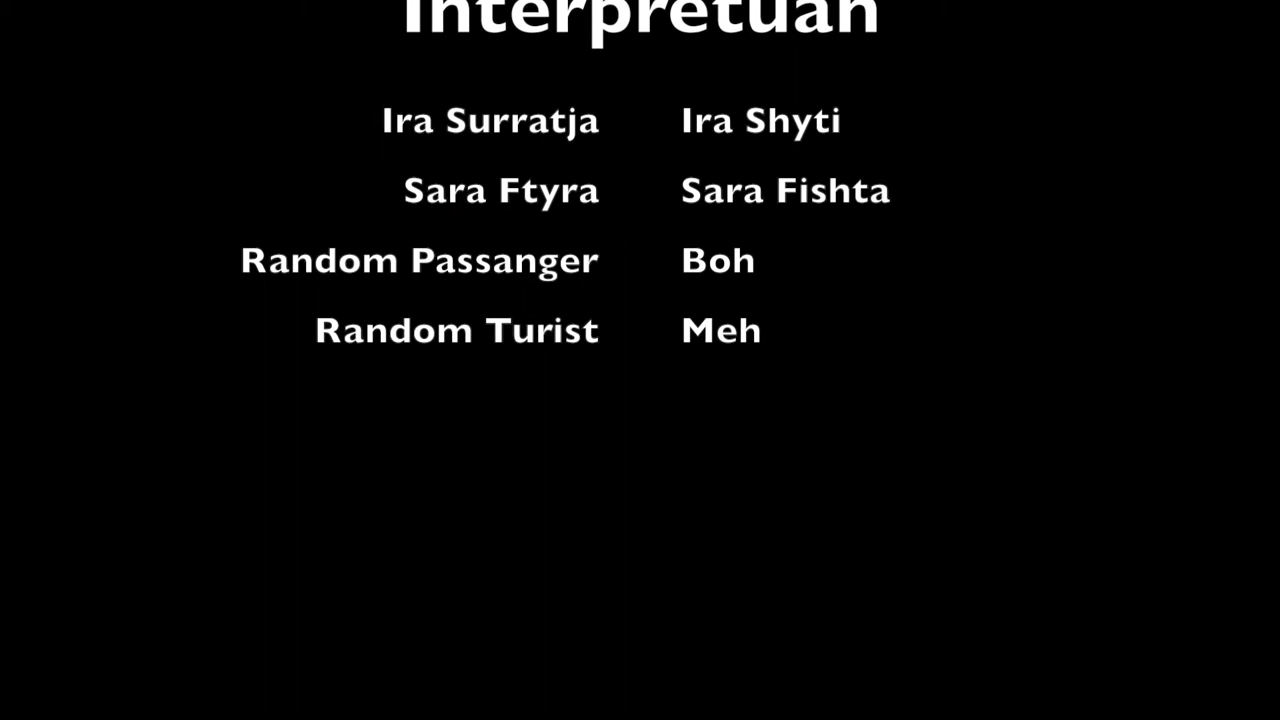 Interpretuan
Ira Surratja Ira Shyti
Sara Ftyra Sara Fishta
Random Passanger Boh
Random Turist Meh